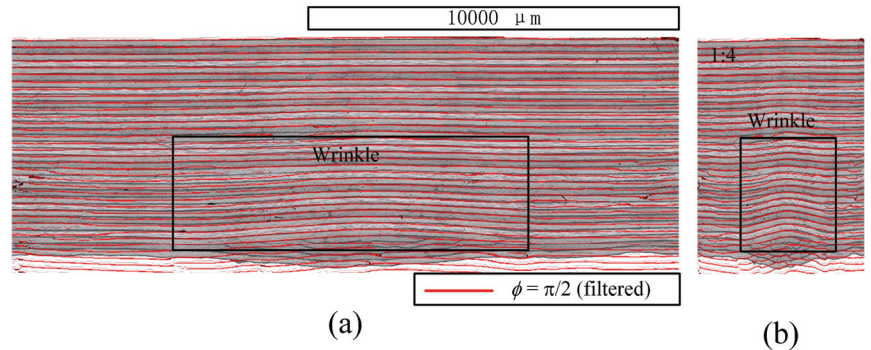 10000 μm
1:4
Wrinkle
Wrinkle
ϕ = π/2 (filtered)
(a)
(b)